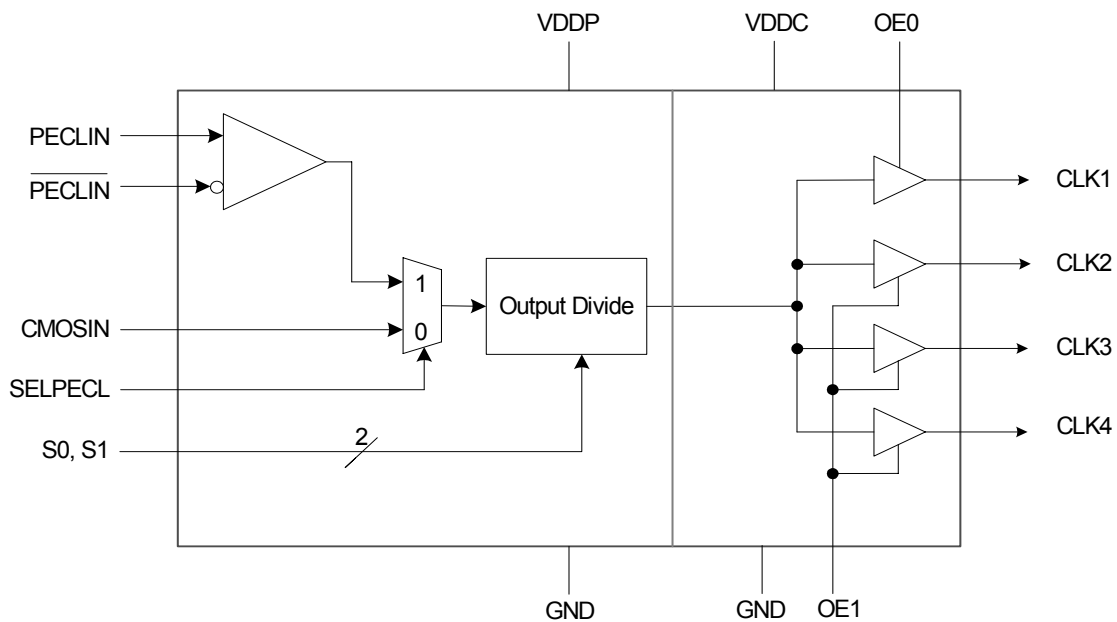 VDDP
VDDC
OE0
PECLIN
PECLIN
CMOSIN
SELPECL
S0, S1
2
1
0
Output Divide
CLK1
CLK2
CLK3
CLK4
GND
GND
OE1